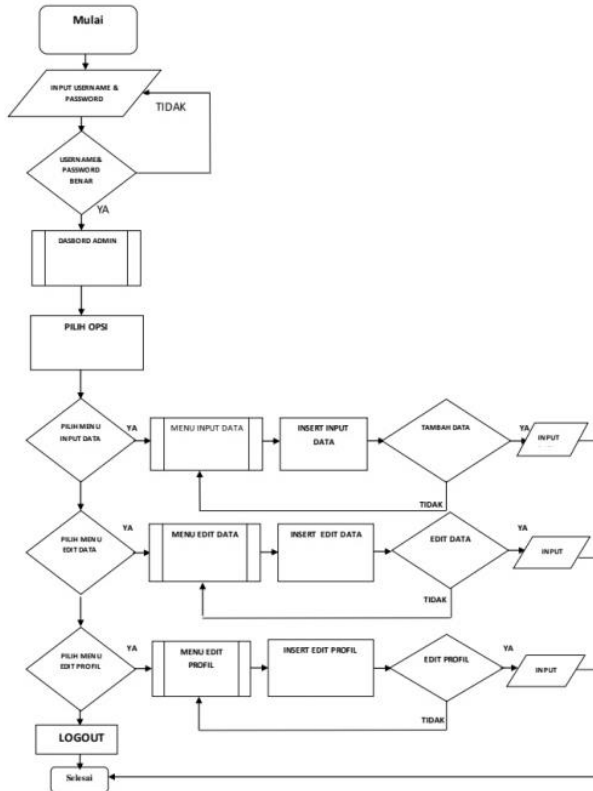 Mulai
INPUT USERNAME &
PASSWORD
TIDAK
USERNAME&
PASSWORD
BENAR
YA
DASBORD ADMIN
PILIH OPSI
PILIH MENU
INPUT DATA
YA
MENU INPUT DATA
INSERT INPUT
DATA
TAMBAH DATA
YA
INPUT
TIDAK
PILIH MENU
EDIT DATA
YA
MENU EDIT DATA
INSERT EDIT DATA
EDIT DATA
YA
INPUT
TIDAK
PILIH MENU
EDIT PROFIL
YA
MENU EDIT
PROFIL
INSERT EDIT PROFIL
EDIT PROFIL
YA
INPUT
TIDAK
LOGOUT
Selesai